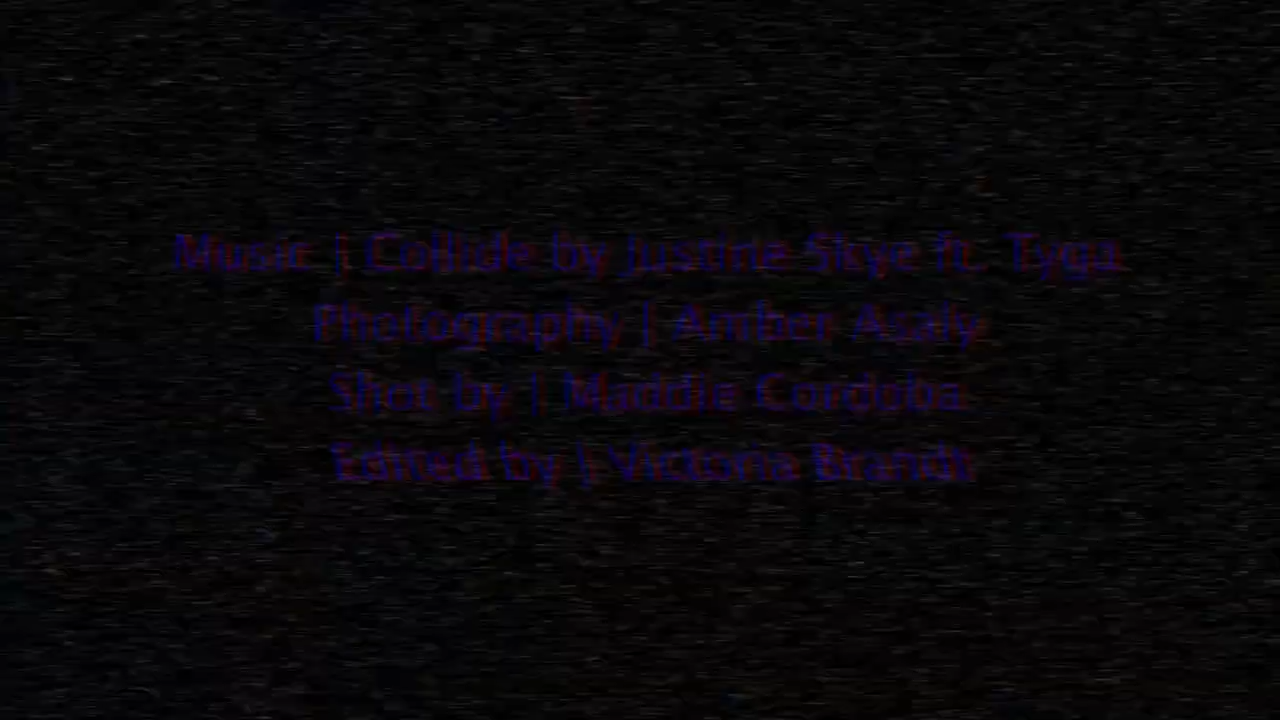 Music | Collide by Justine Skye ft. Tyga
Photography | Amber Asaly
Shot by | Maddie Cordoba
Edited by | Victoria Brandt